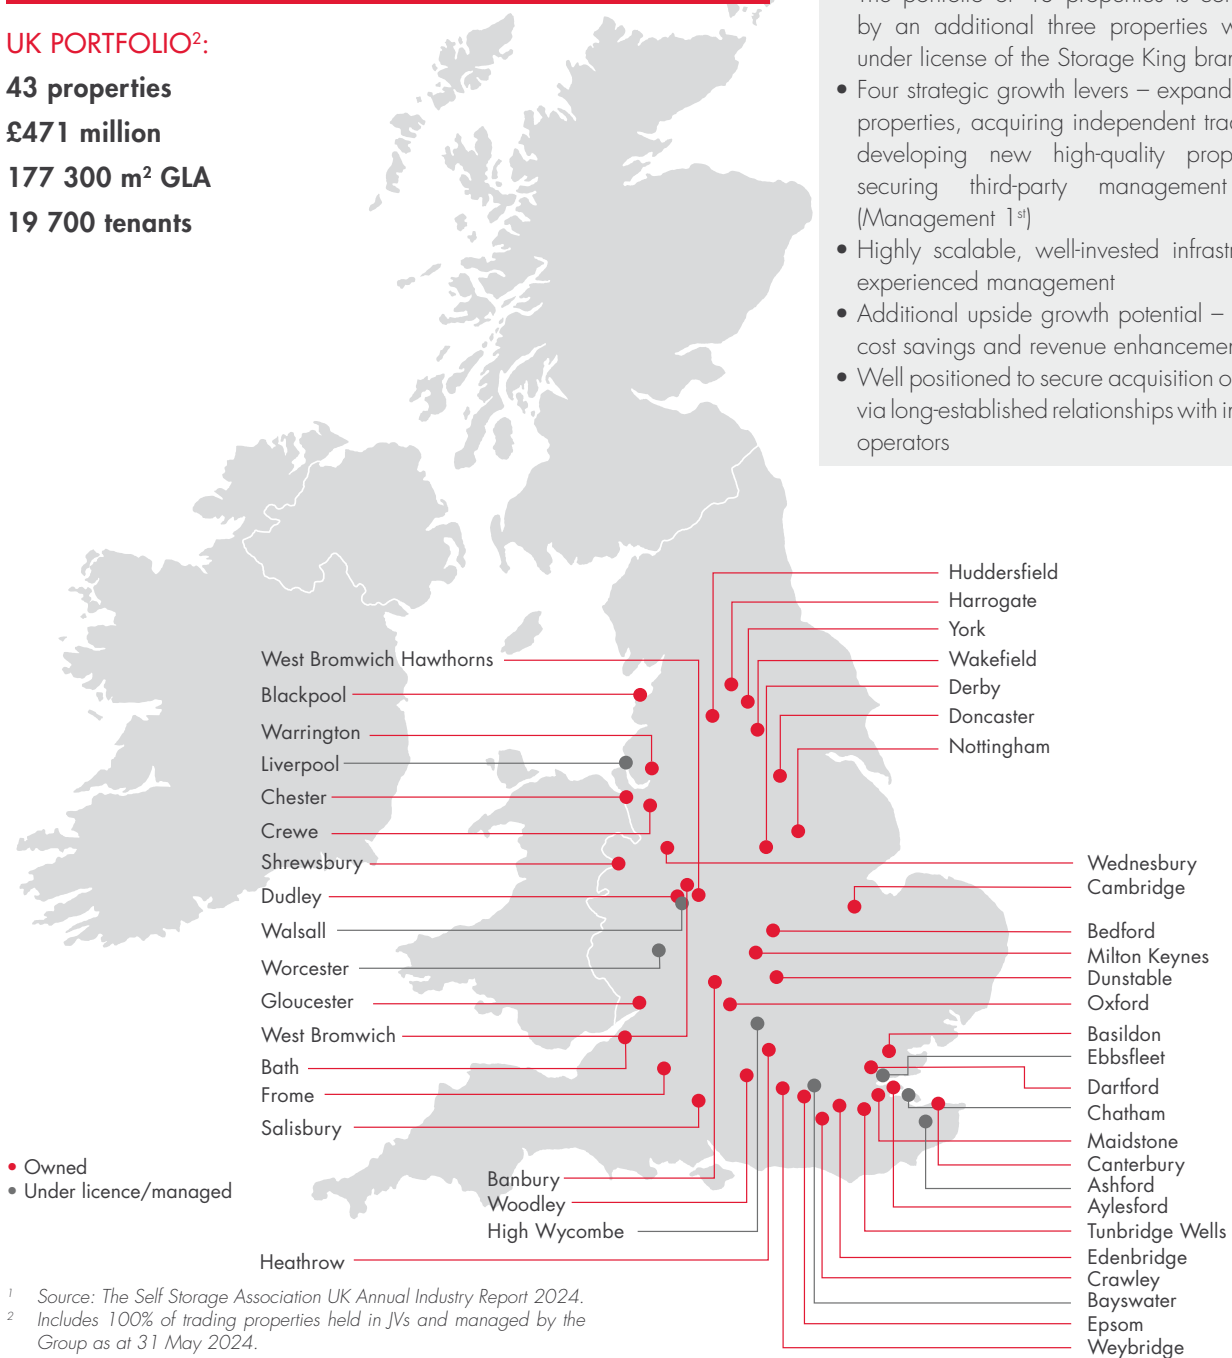 UK PORTFOLIO²:
43 properties
£471 million
177 300 m² GLA
19 700 tenants
by an additional three properties
under license of the Storage King
• Four strategic growth levers –
properties, acquiring independent
developing new high-quality
securing third-party management
(Management 1st)
• Highly scalable, well-invested
experienced management
• Additional upside growth potential –
cost savings and revenue
• Well positioned to secure acquisition
via long-established relationships with
operators
Huddersfield
Harrogate
York
Wakefield
Derby
Doncaster
Nottingham
West Bromwich Hawthorns
Blackpool
Warrington
Liverpool
Chester
Crewe
Shrewsbury
Dudley
Walsall
Worcester
Gloucester
West Bromwich
Bath
Frome
Salisbury
Wednesbury
Cambridge
Bedford
Milton Keynes
Dunstable
Oxford
Basildon
Ebbsfleet
Dartford
Chatham
Maidstone
Canterbury
Ashford
Aylesford
Tunbridge Wells
Edenbridge
Crawley
Bayswater
Epsom
Weybridge
• Owned
• Under licence/managed
Banbury
Woodley
High Wycombe
Heathrow
¹ Source: The Self Storage Association UK Annual Industry Report 2024.
² Includes 100% of trading properties held in JVs and managed by the
Group as at 31 May 2024.